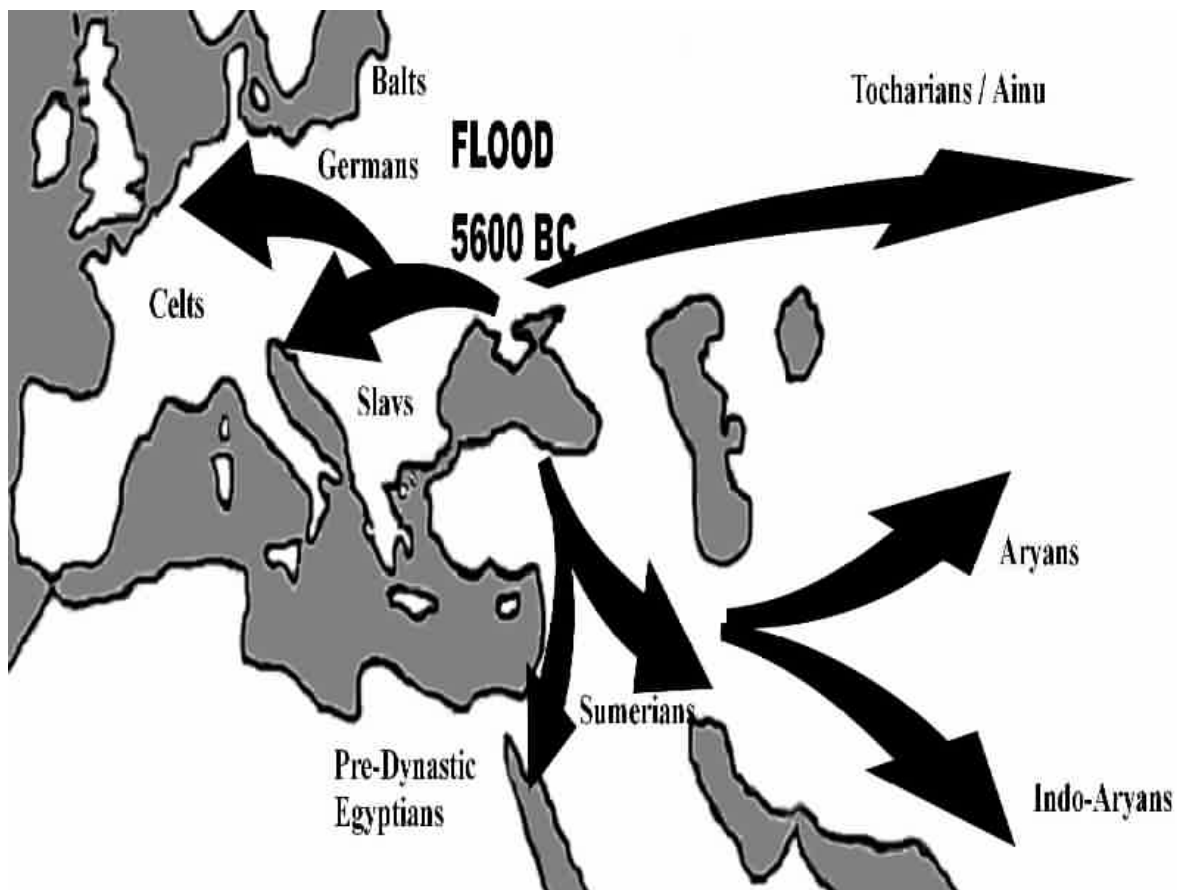 Balts
Tocharians / Ainu
Germans
FLOOD
5600 BC
Celts
Slavs
Aryans
Sumerians
Pre-Dynastic
Egyptians
Indo-Aryans